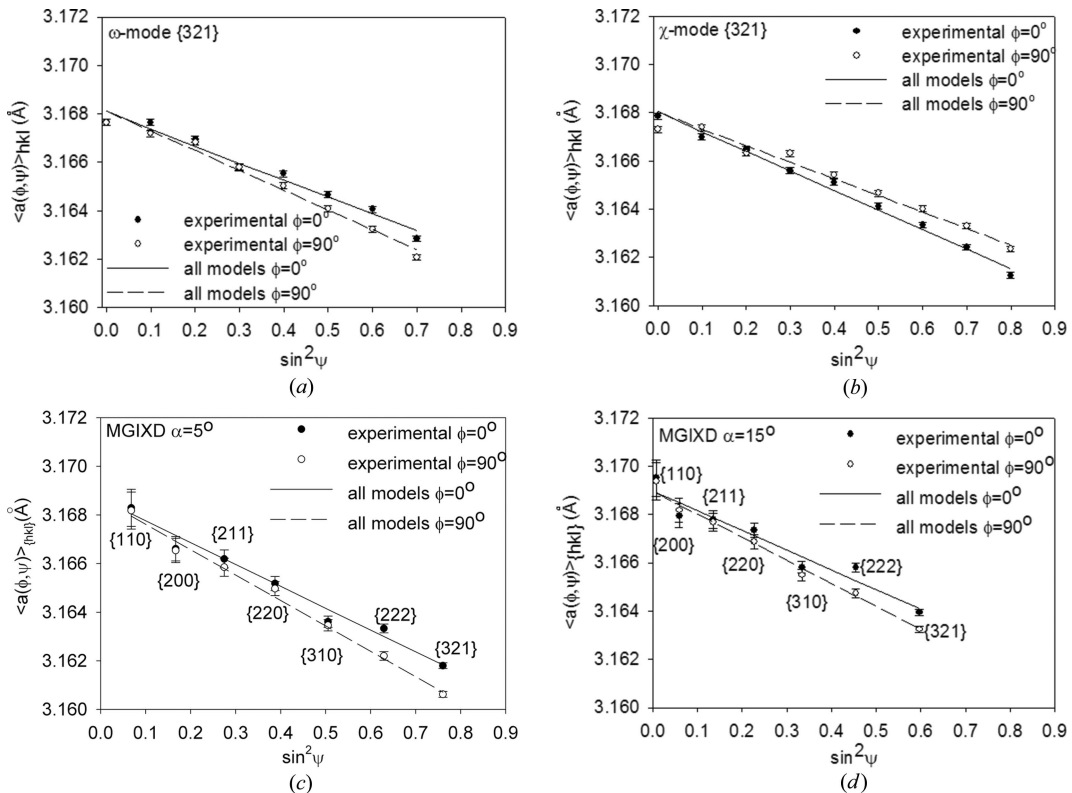 3.172
3.170
3.168
3.166
3.164
3.162
3.160
<a(ϕ,ψ)>hkl (Å)
ω-mode {321}
experimental ϕ=0°
experimental ϕ=90°
all models ϕ=0°
all models ϕ=90°
0.0 0.1 0.2 0.3 0.4 0.5 0.6 0.7 0.8 0.9
sin²ψ
(a)
3.172
3.170
3.168
3.166
3.164
3.162
3.160
<a(ϕ,ψ)>hkl (Å)
χ-mode {321}
experimental ϕ=0°
experimental ϕ=90°
all models ϕ=0°
all models ϕ=90°
0.0 0.1 0.2 0.3 0.4 0.5 0.6 0.7 0.8 0.9
sin²ψ
(b)
3.172
3.170
3.168
3.166
3.164
3.162
3.160
<a(ϕ,ψ)>{hkl}(Å)
MGIXD α=5°
experimental ϕ=0°
experimental ϕ=90°
all models ϕ=0°
all models ϕ=90°
{110}
{200}
{211}
{220}
{310}
{222}
{321}
0.0 0.1 0.2 0.3 0.4 0.5 0.6 0.7 0.8 0.9
sin²ψ
(c)
3.172
3.170
3.168
3.166
3.164
3.162
3.160
<a(ϕ,ψ)>{hkl} (Å)
MGIXD α=15°
experimental ϕ=0°
experimental ϕ=90°
all models ϕ=0°
all models ϕ=90°
{110}
{200}
{211}
{220}
{310}
{222}
{321}
0.0 0.1 0.2 0.3 0.4 0.5 0.6 0.7 0.8 0.9
sin²ψ
(d)